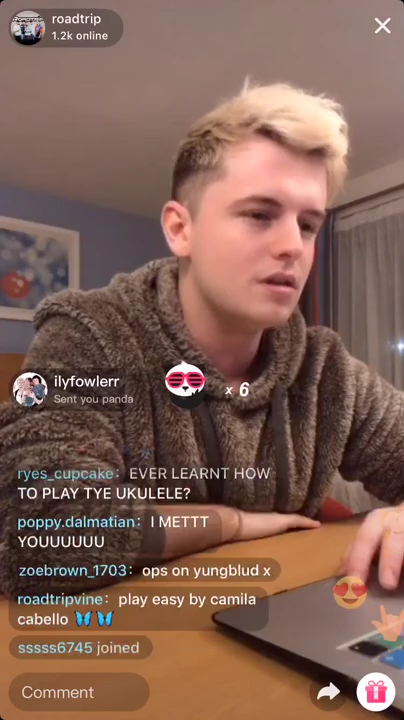 roadtrip
1.2k online
ilyfowlerr
Sent you panda
x 6
ryes_cupcake: EVER LEARNT HOW
TO PLAY TYE UKULELE?
poppy.dalmatian: I METTT
YOUUUUUU
zoebrown_1703: ops on yungblud x
roadtripvine: play easy by camila
cabello 🦋🦋
sssss6745 joined
Comment